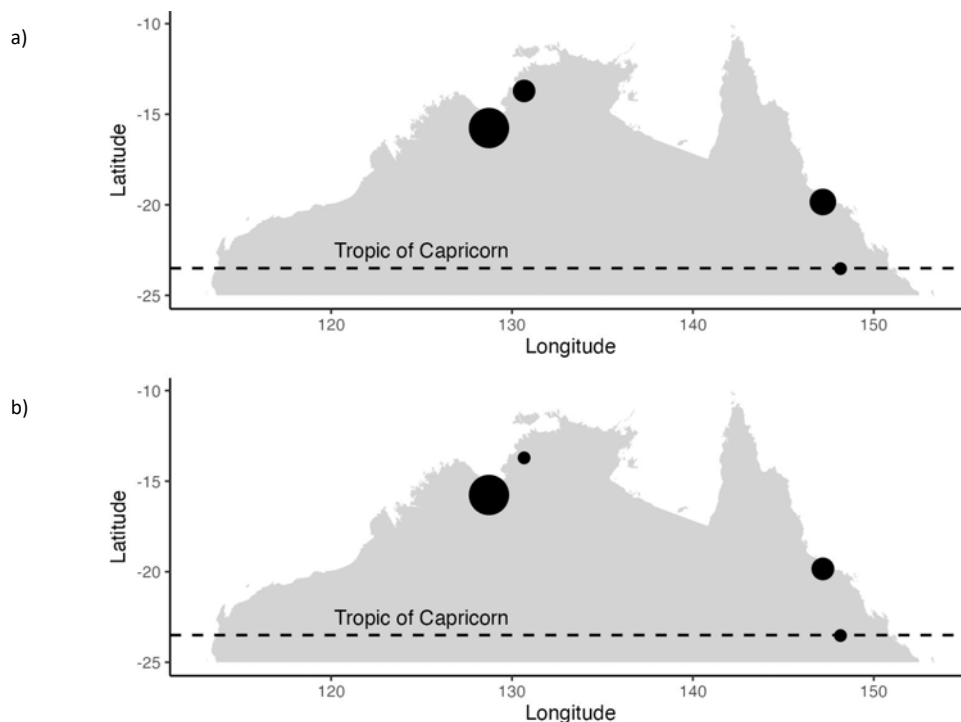 a)
-10
-15
-20
-25
Latitude
Tropic of Capricorn
120 130 140 150
Longitude
b)
-10
-15
-20
-25
Latitude
Tropic of Capricorn
120 130 140 150
Longitude